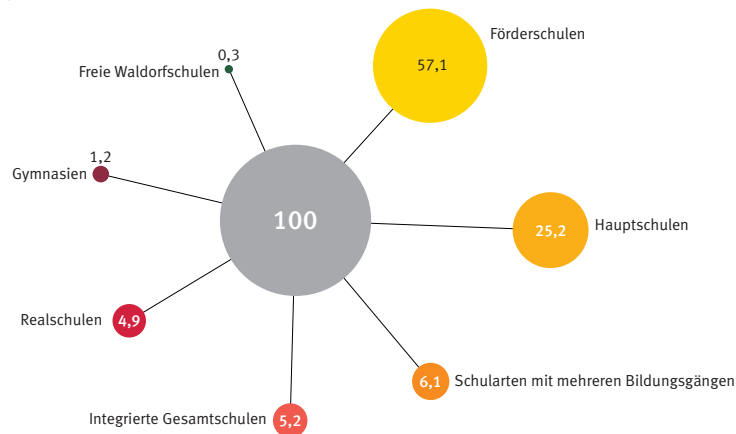 Förderschulen
57,1
0,3
Freie Waldorfschulen
1,2
Gymnasien
100
Hauptschulen
25,2
Realschulen
4,9
6,1
Schularten mit mehreren Bildungsgängen
Integrierte Gesamtschulen
5,2